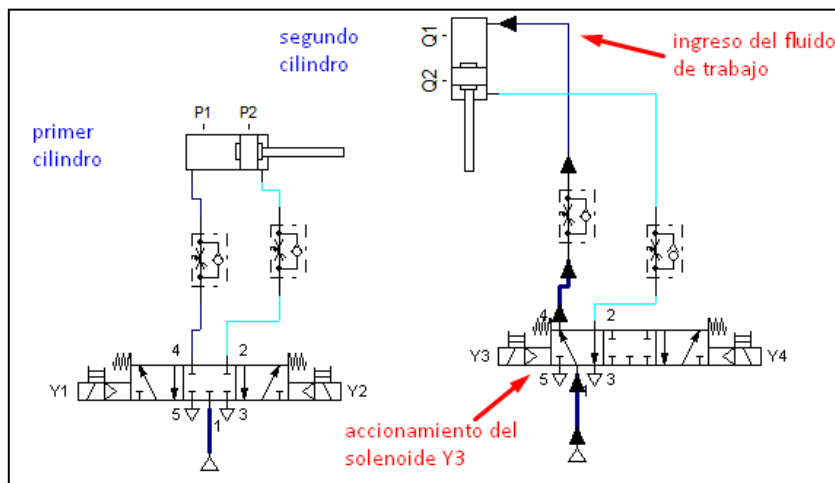 segundo
cilindro
Q1
Q2
ingreso del fluido
de trabajo
primer
cilindro
P1 P2
4 2
Y1 Y2
5 1 3
4 2
Y3 Y4
5 1 3
accionamiento del
solenoide Y3